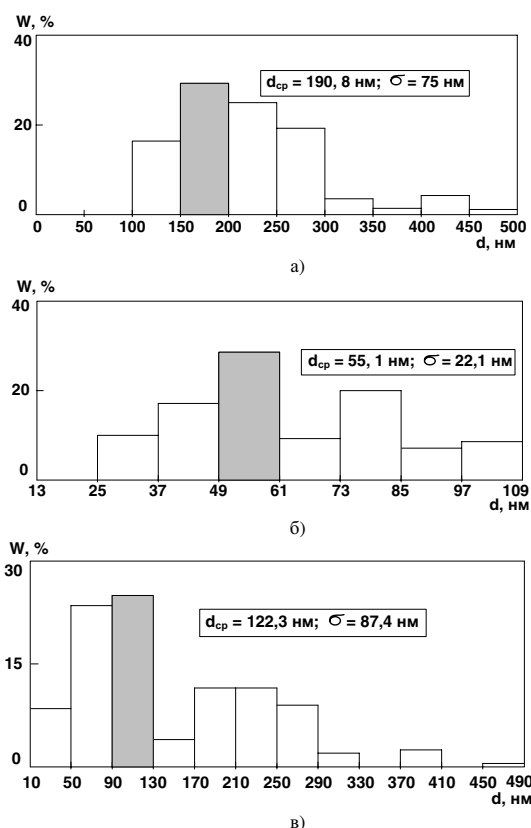 W, %
40
d_ср = 190, 8 нм; σ = 75 нм
20
0
0 50 100 150 200 250 300 350 400 450 500
d, нм
а)
W, %
40
d_ср = 55, 1 нм; σ = 22,1 нм
20
0
13 25 37 49 61 73 85 97 109
d, нм
б)
W, %
30
d_ср = 122,3 нм; σ = 87,4 нм
15
0
10 50 90 130 170 210 250 290 330 370 410 450 490
d, нм
в)